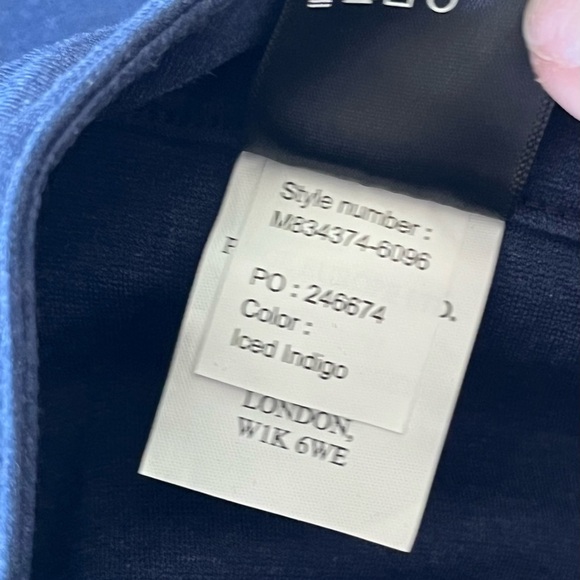 Style number :
M834374-6096
PO : 246674
Color :
Iced Indigo
LONDON,
W1K 6WE